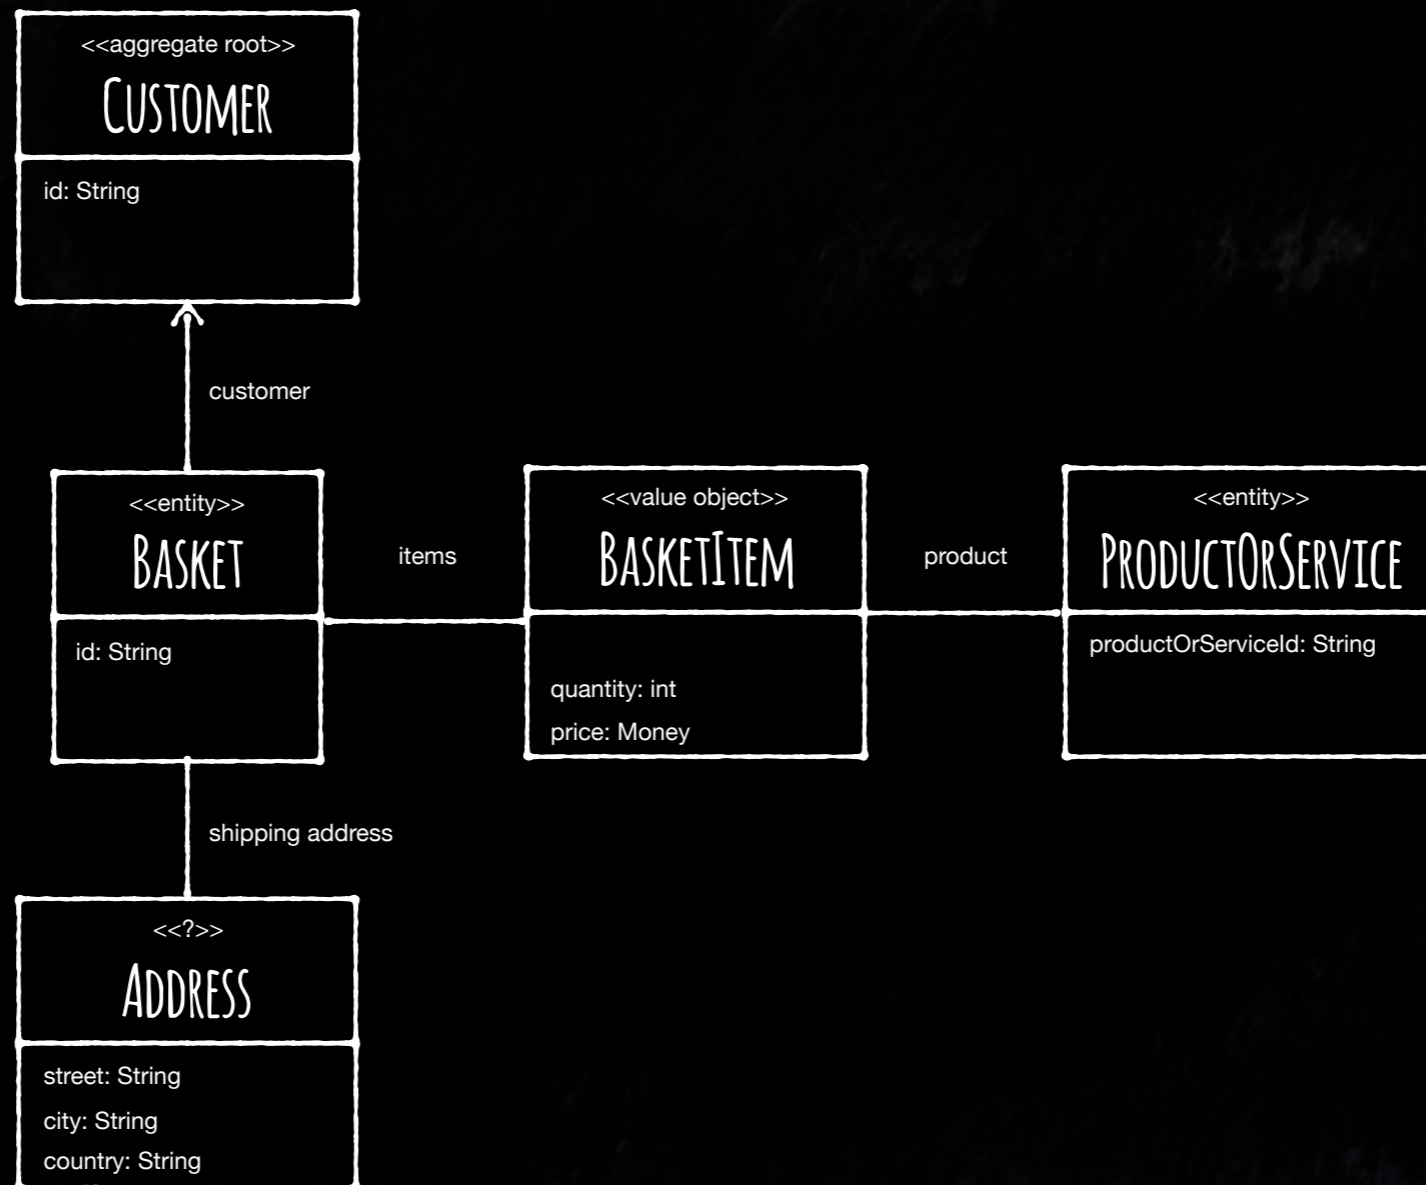 <<aggregate root>>
CUSTOMER
id: String
customer
<<entity>>
BASKET
id: String
items
<<value object>>
BASKETITEM
quantity: int
price: Money
product
<<entity>>
PRODUCTORSERVICE
productOrServiceId: String
shipping address
<<?>>
ADDRESS
street: String
city: String
country: String